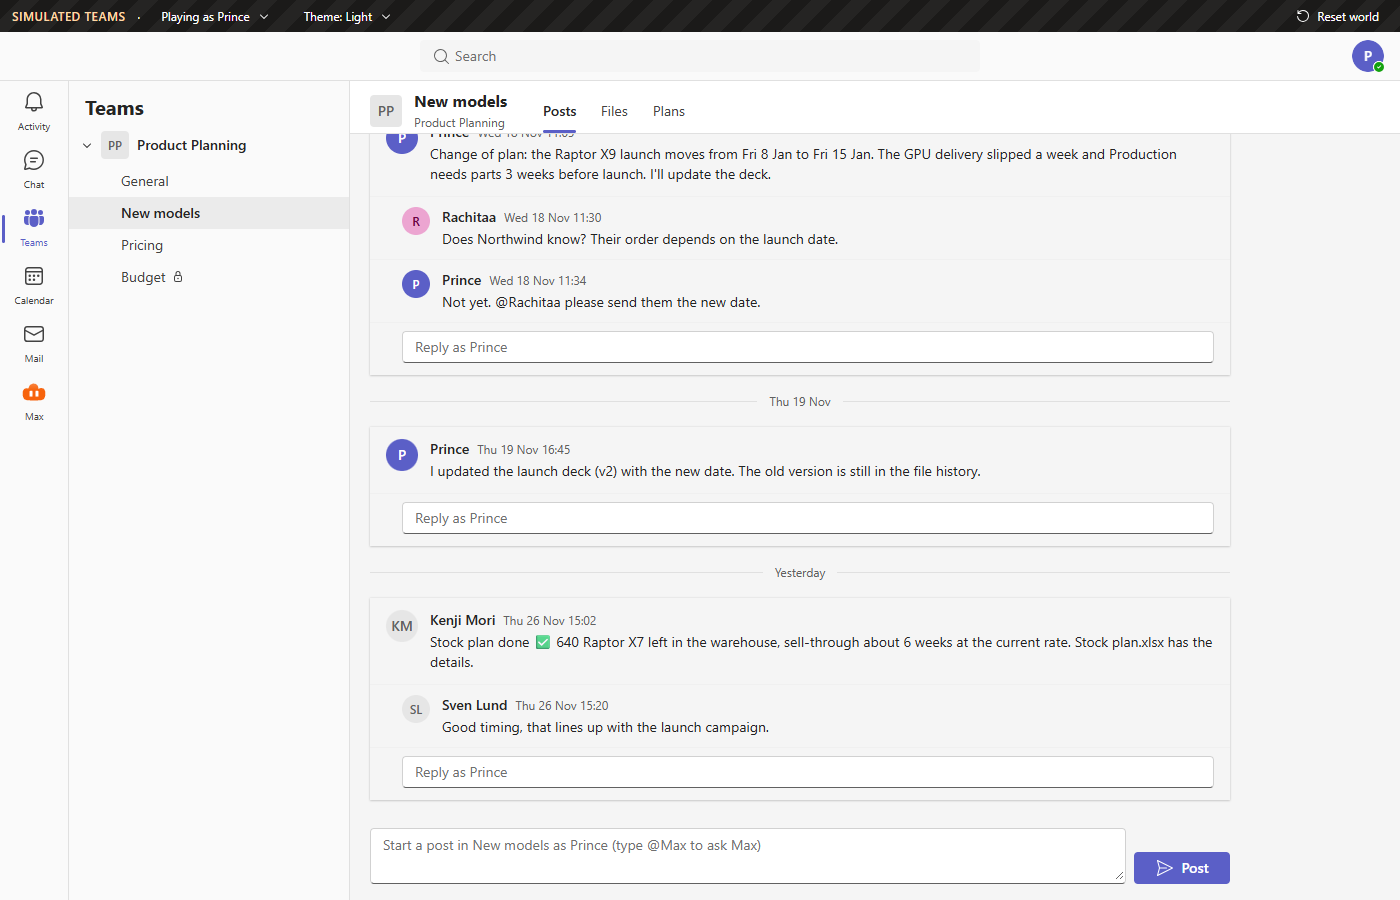 SIMULATED TEAMS · Playing as Prince Theme: Light Reset world
Search
P
Activity
Chat
Teams
Calendar
Mail
Max
Teams
PP Product Planning
General
New models
Pricing
Budget
PP New models
Product Planning
Posts Files Plans
P Prince Wed 18 Nov 11:05
Change of plan: the Raptor X9 launch moves from Fri 8 Jan to Fri 15 Jan. The GPU delivery slipped a week and Production
needs parts 3 weeks before launch. I'll update the deck.
R Rachitaa Wed 18 Nov 11:30
Does Northwind know? Their order depends on the launch date.
P Prince Wed 18 Nov 11:34
Not yet. @Rachitaa please send them the new date.
Reply as Prince
Thu 19 Nov
P Prince Thu 19 Nov 16:45
I updated the launch deck (v2) with the new date. The old version is still in the file history.
Reply as Prince
Yesterday
KM Kenji Mori Thu 26 Nov 15:02
Stock plan done ✅ 640 Raptor X7 left in the warehouse, sell-through about 6 weeks at the current rate. Stock plan.xlsx has the
details.
SL Sven Lund Thu 26 Nov 15:20
Good timing, that lines up with the launch campaign.
Reply as Prince
Start a post in New models as Prince (type @Max to ask Max)
Post